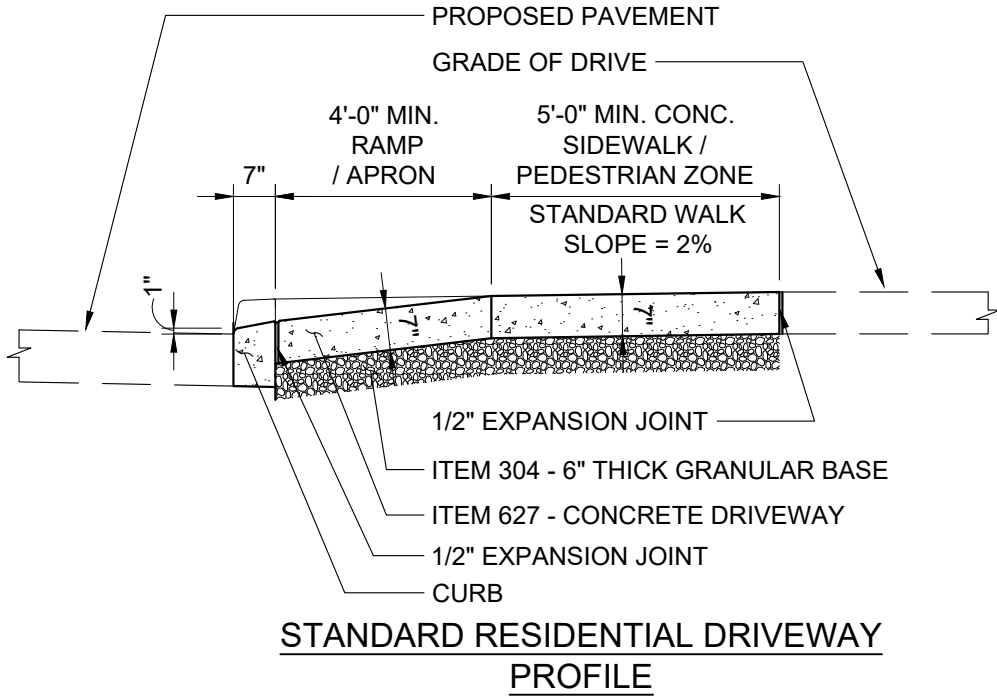 PROPOSED PAVEMENT
GRADE OF DRIVE
4'-0" MIN.
RAMP
/ APRON
5'-0" MIN. CONC.
SIDEWALK /
PEDESTRIAN ZONE
7"
STANDARD WALK
SLOPE = 2%
1"
7"
7"
1/2" EXPANSION JOINT
ITEM 304 - 6" THICK GRANULAR BASE
ITEM 627 - CONCRETE DRIVEWAY
1/2" EXPANSION JOINT
CURB
STANDARD RESIDENTIAL DRIVEWAY
PROFILE